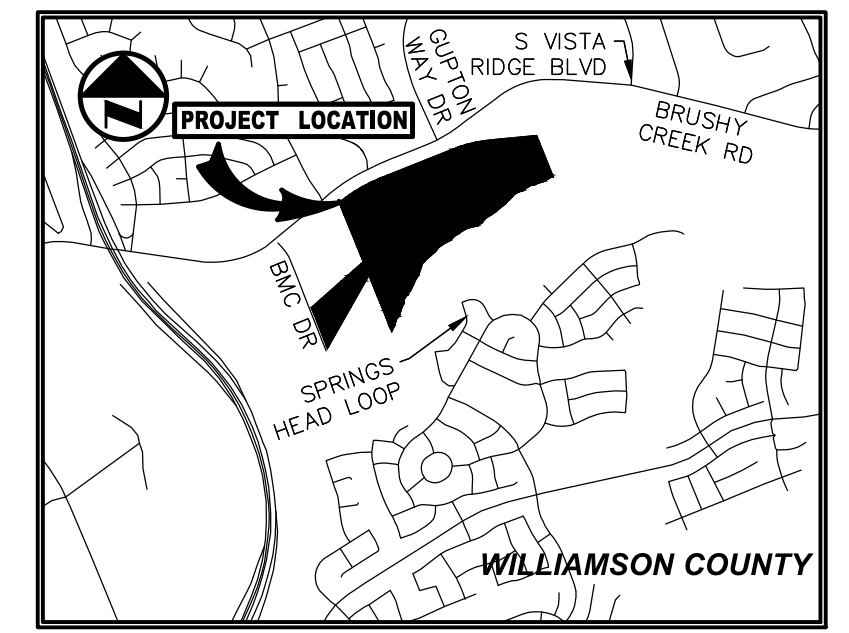 GUPTON
WAY DR
S VISTA
RIDGE BLVD
BRUSHY
CREEK RD
N
PROJECT LOCATION
BMC DR
SPRINGS
HEAD LOOP
WILLIAMSON COUNTY